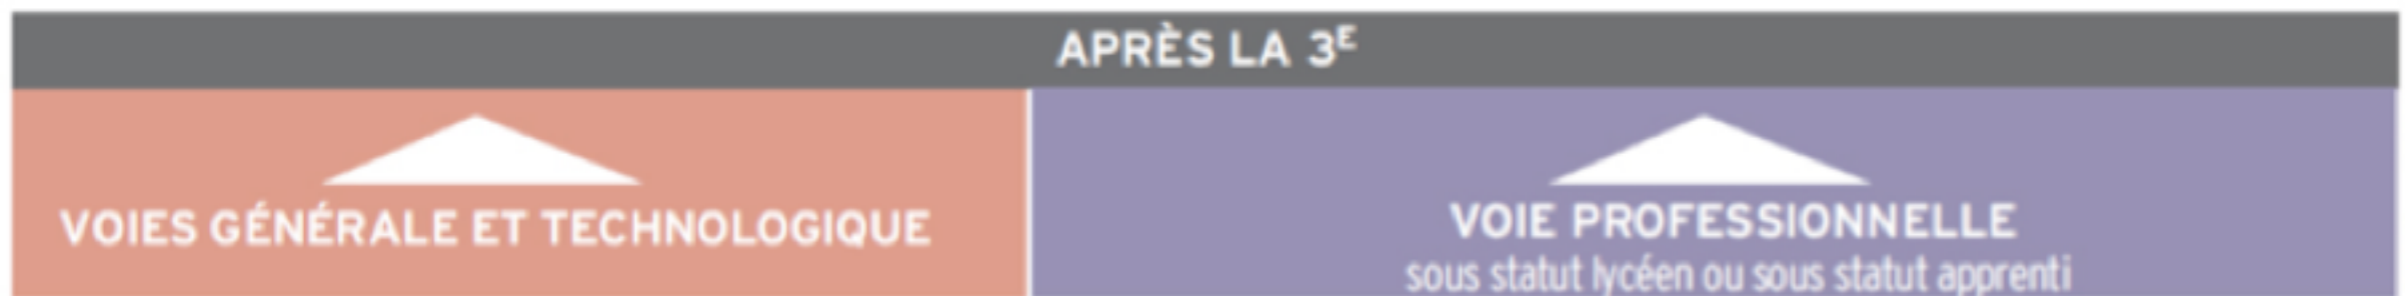 APRÈS LA 3E
VOIES GÉNÉRALE ET TECHNOLOGIQUE
VOIE PROFESSIONNELLE
sous statut lycéen ou sous statut apprenti